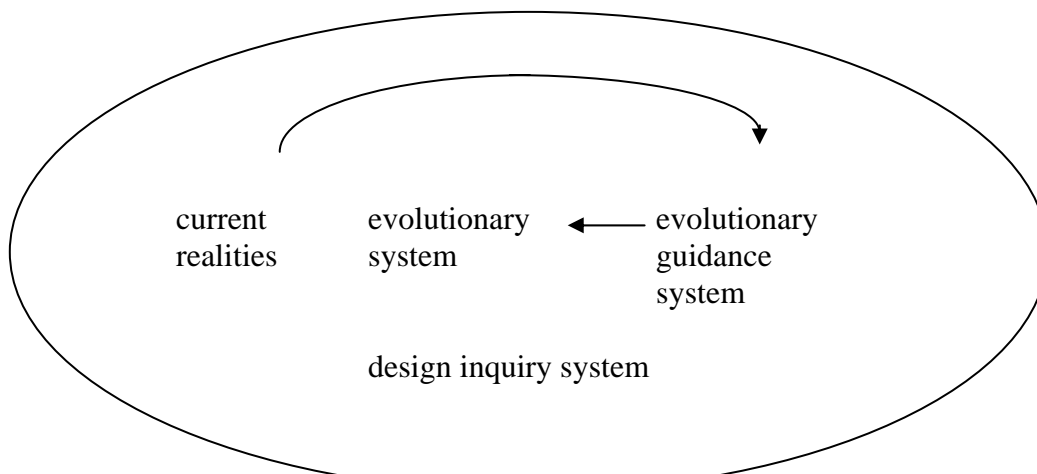 current
realities
evolutionary
system
evolutionary
guidance
system
design inquiry system